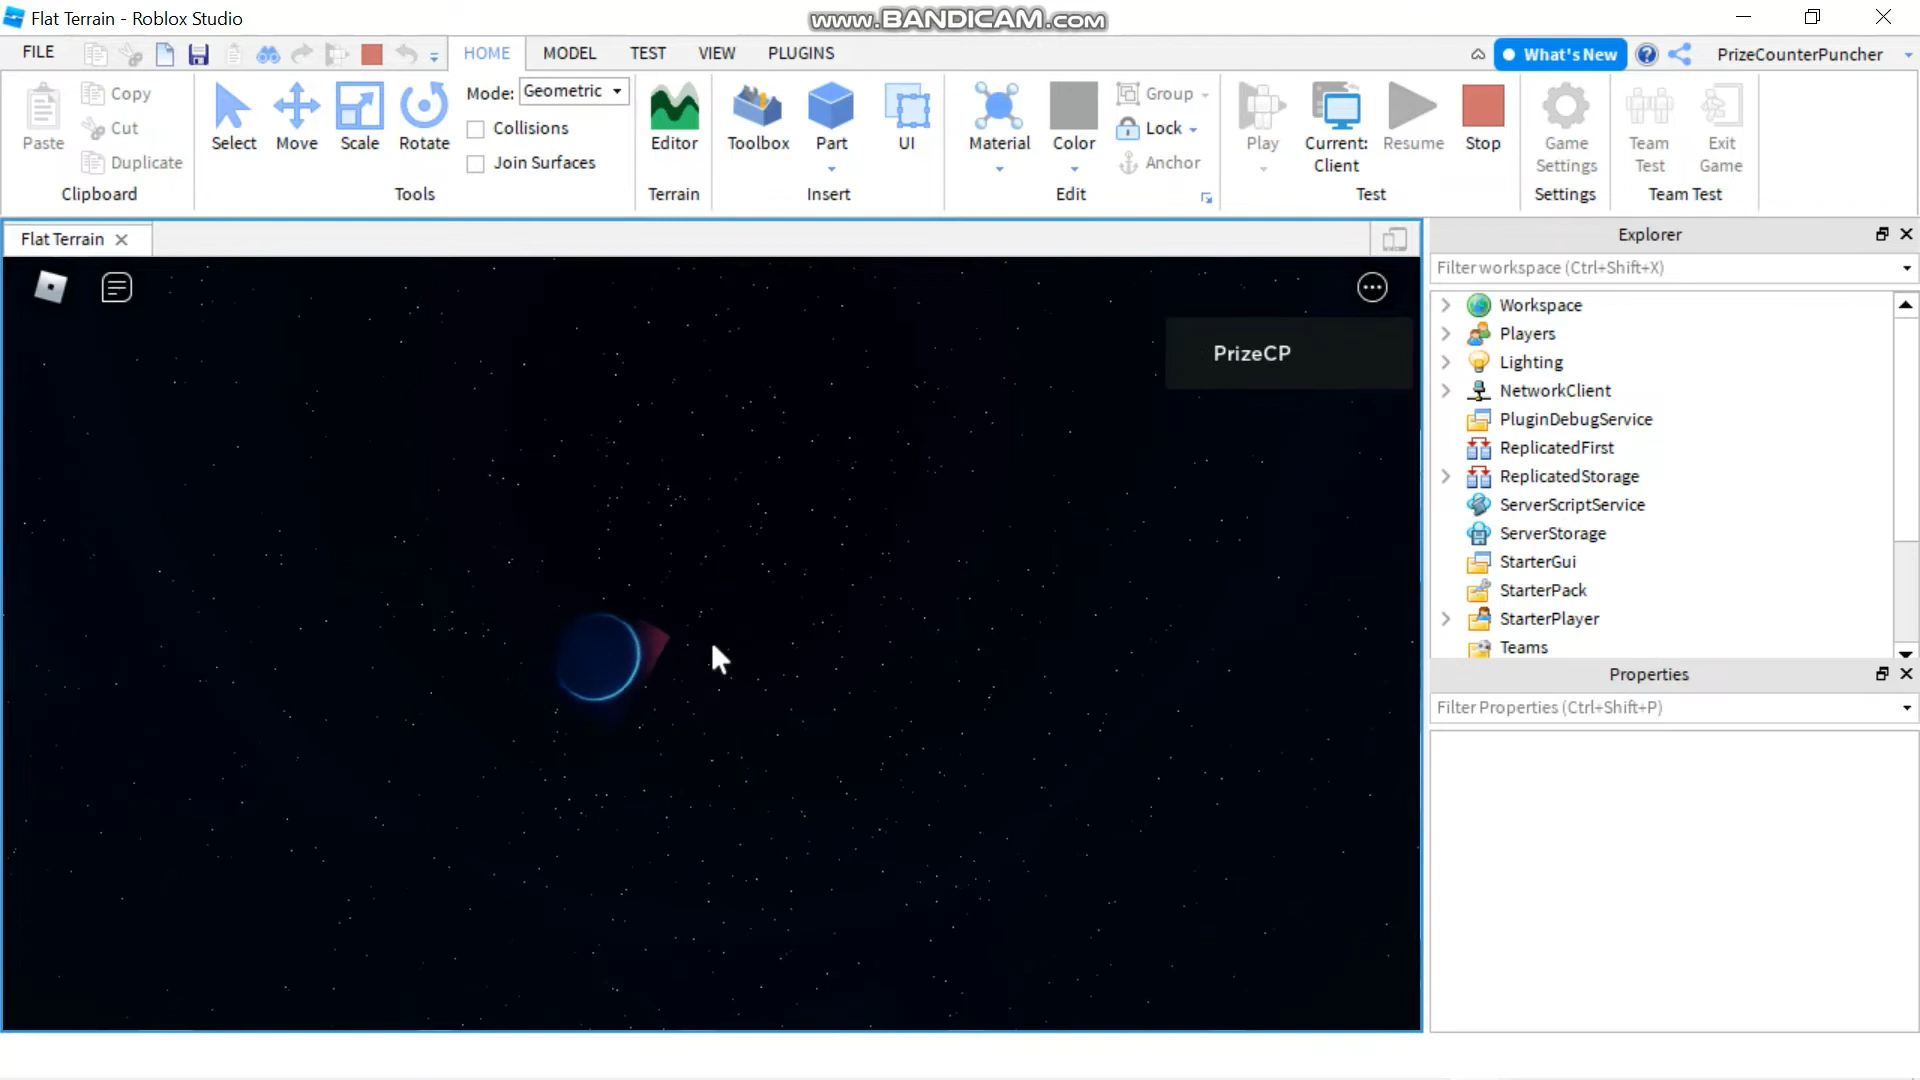 Flat Terrain - Roblox Studio
www.BANDICAM.com
FILE
HOME
MODEL
TEST
VIEW
PLUGINS
What's New
PrizeCounterPuncher
Paste
Copy
Cut
Duplicate
Clipboard
Select
Move
Scale
Rotate
Mode:
Geometric
Collisions
Join Surfaces
Tools
Editor
Terrain
Toolbox
Part
UI
Insert
Material
Color
Group
Lock
Anchor
Edit
Play
Current:
Client
Resume
Stop
Test
Game
Settings
Settings
Team
Test
Exit
Game
Team Test
Flat Terrain
PrizeCP
Explorer
Filter workspace (Ctrl+Shift+X)
Workspace
Players
Lighting
NetworkClient
PluginDebugService
ReplicatedFirst
ReplicatedStorage
ServerScriptService
ServerStorage
StarterGui
StarterPack
StarterPlayer
Teams
Properties
Filter Properties (Ctrl+Shift+P)